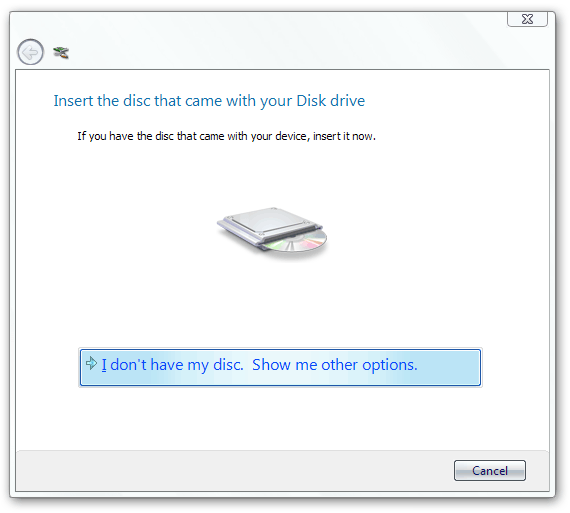 Insert the disc that came with your Disk drive
If you have the disc that came with your device, insert it now.
I don't have my disc.  Show me other options.
Cancel